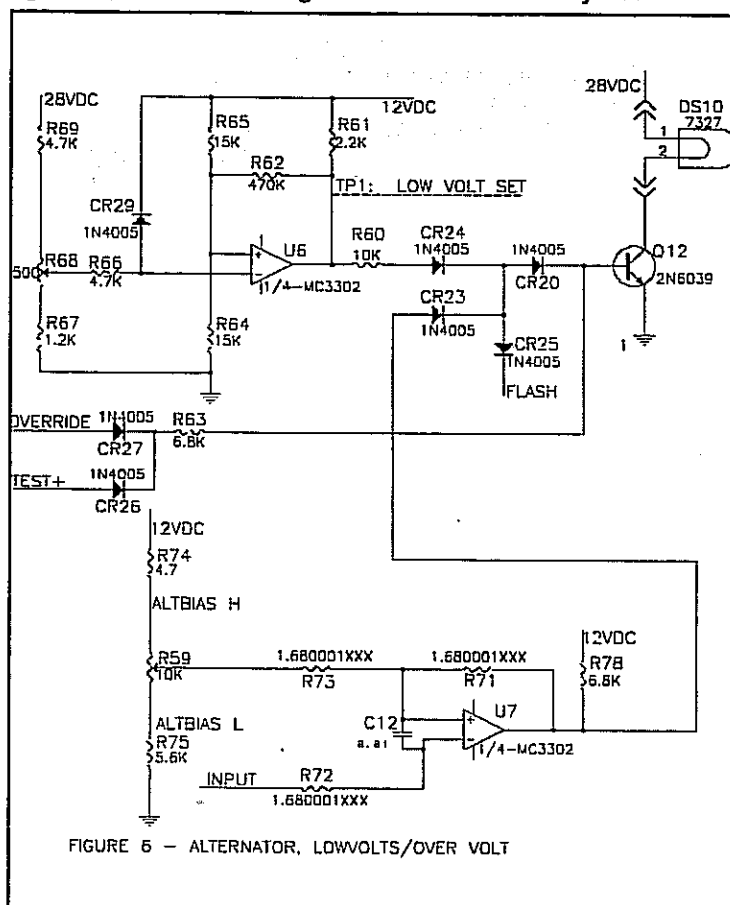 28VDC
R69
4.7K
R65
15K
12VDC
R61
2.2K
R62
470K
28VDC
DS10
7327
1
2
TP1: LOW VOLT SET
CR29
1N4005
U6
+
-
1/4-MC3302
R60
10K
CR24
1N4005
1N4005
CR20
Q12
2N6039
500
R68
R66
4.7K
CR23
1N4005
R67
1.2K
R64
15K
CR25
1N4005
FLASH
1
OVERRIDE
1N4005
CR27
R63
6.8K
TEST+
1N4005
CR26
12VDC
R74
4.7
ALTBIAS H
R59
10K
1.680001XXX
R73
1.680001XXX
R71
12VDC
R78
6.8K
U7
+
-
1/4-MC3302
C12
ALTBIAS L
R75
5.6K
INPUT
R72
1.680001XXX
FIGURE 6 – ALTERNATOR, LOWVOLTS/OVER VOLT